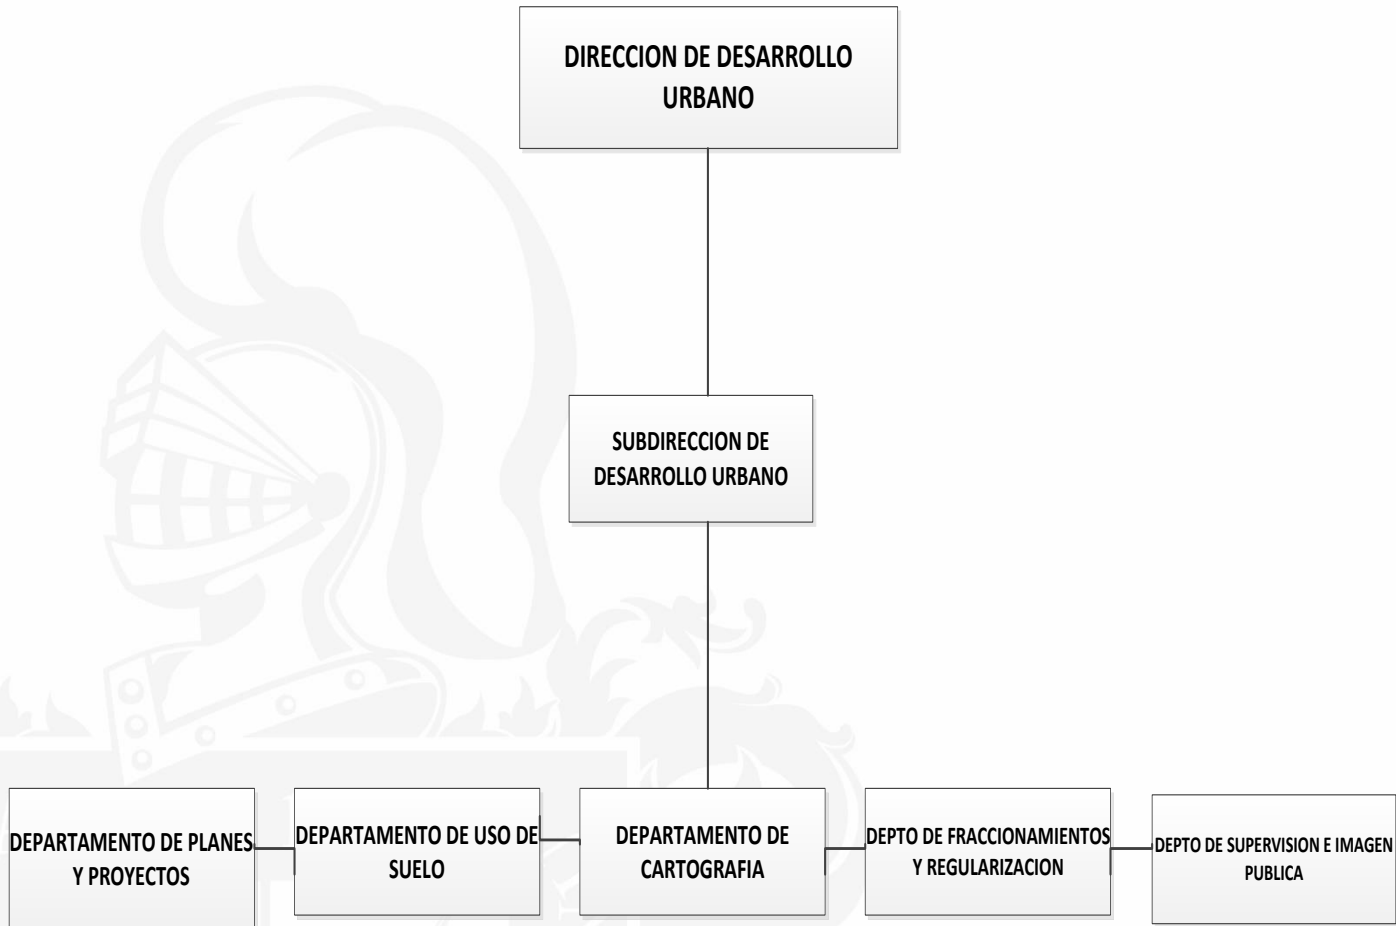 DIRECCION DE DESARROLLO
URBANO
SUBDIRECCION DE
DESARROLLO URBANO
DEPARTAMENTO DE PLANES
Y PROYECTOS
DEPARTAMENTO DE USO DE
SUELO
DEPARTAMENTO DE
CARTOGRAFIA
DEPTO DE FRACCIONAMIENTOS
Y REGULARIZACION
DEPTO DE SUPERVISION E IMAGEN
PUBLICA